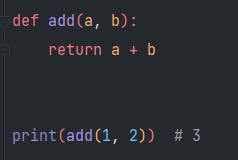 def add(a, b):
    return a + b
print(add(1, 2))  # 3